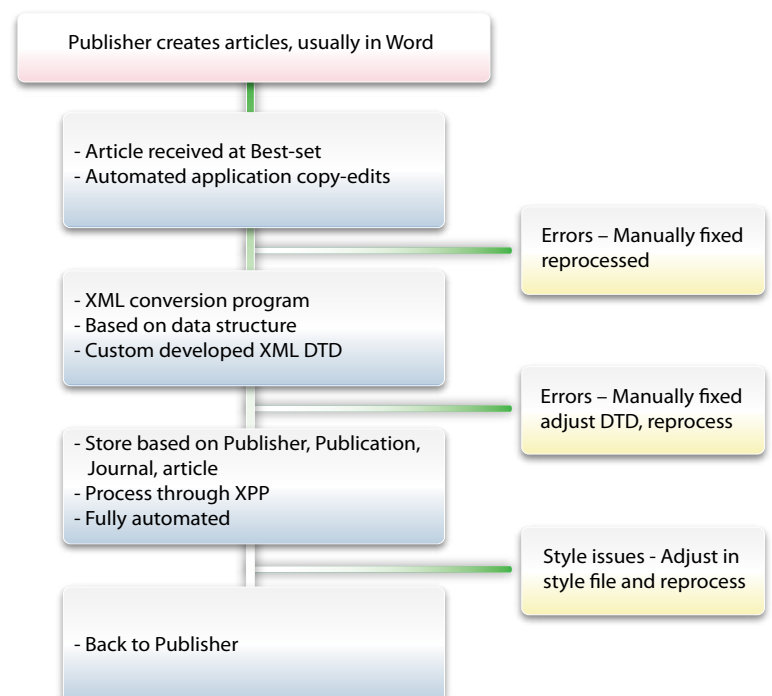 Publisher creates articles, usually in Word
- Article received at Best-set
- Automated application copy-edits
Errors – Manually fixed
reprocessed
- XML conversion program
- Based on data structure
- Custom developed XML DTD
Errors – Manually fixed
adjust DTD, reprocess
- Store based on Publisher, Publication,
Journal, article
- Process through XPP
- Fully automated
Style issues - Adjust in
style file and reprocess
- Back to Publisher